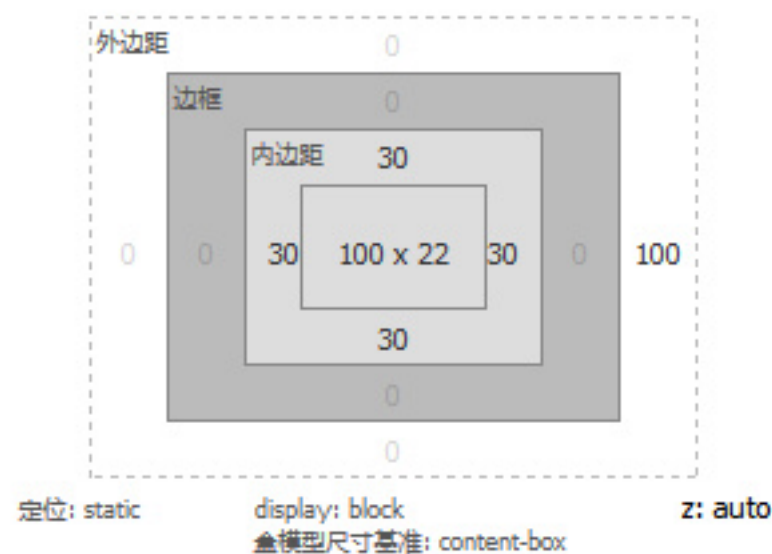 外边距 0
边框 0
内边距 30
0 0 30 100 x 22 30 0 100
30
0
0
定位: static display: block z: auto
盒模型尺寸基准: content-box